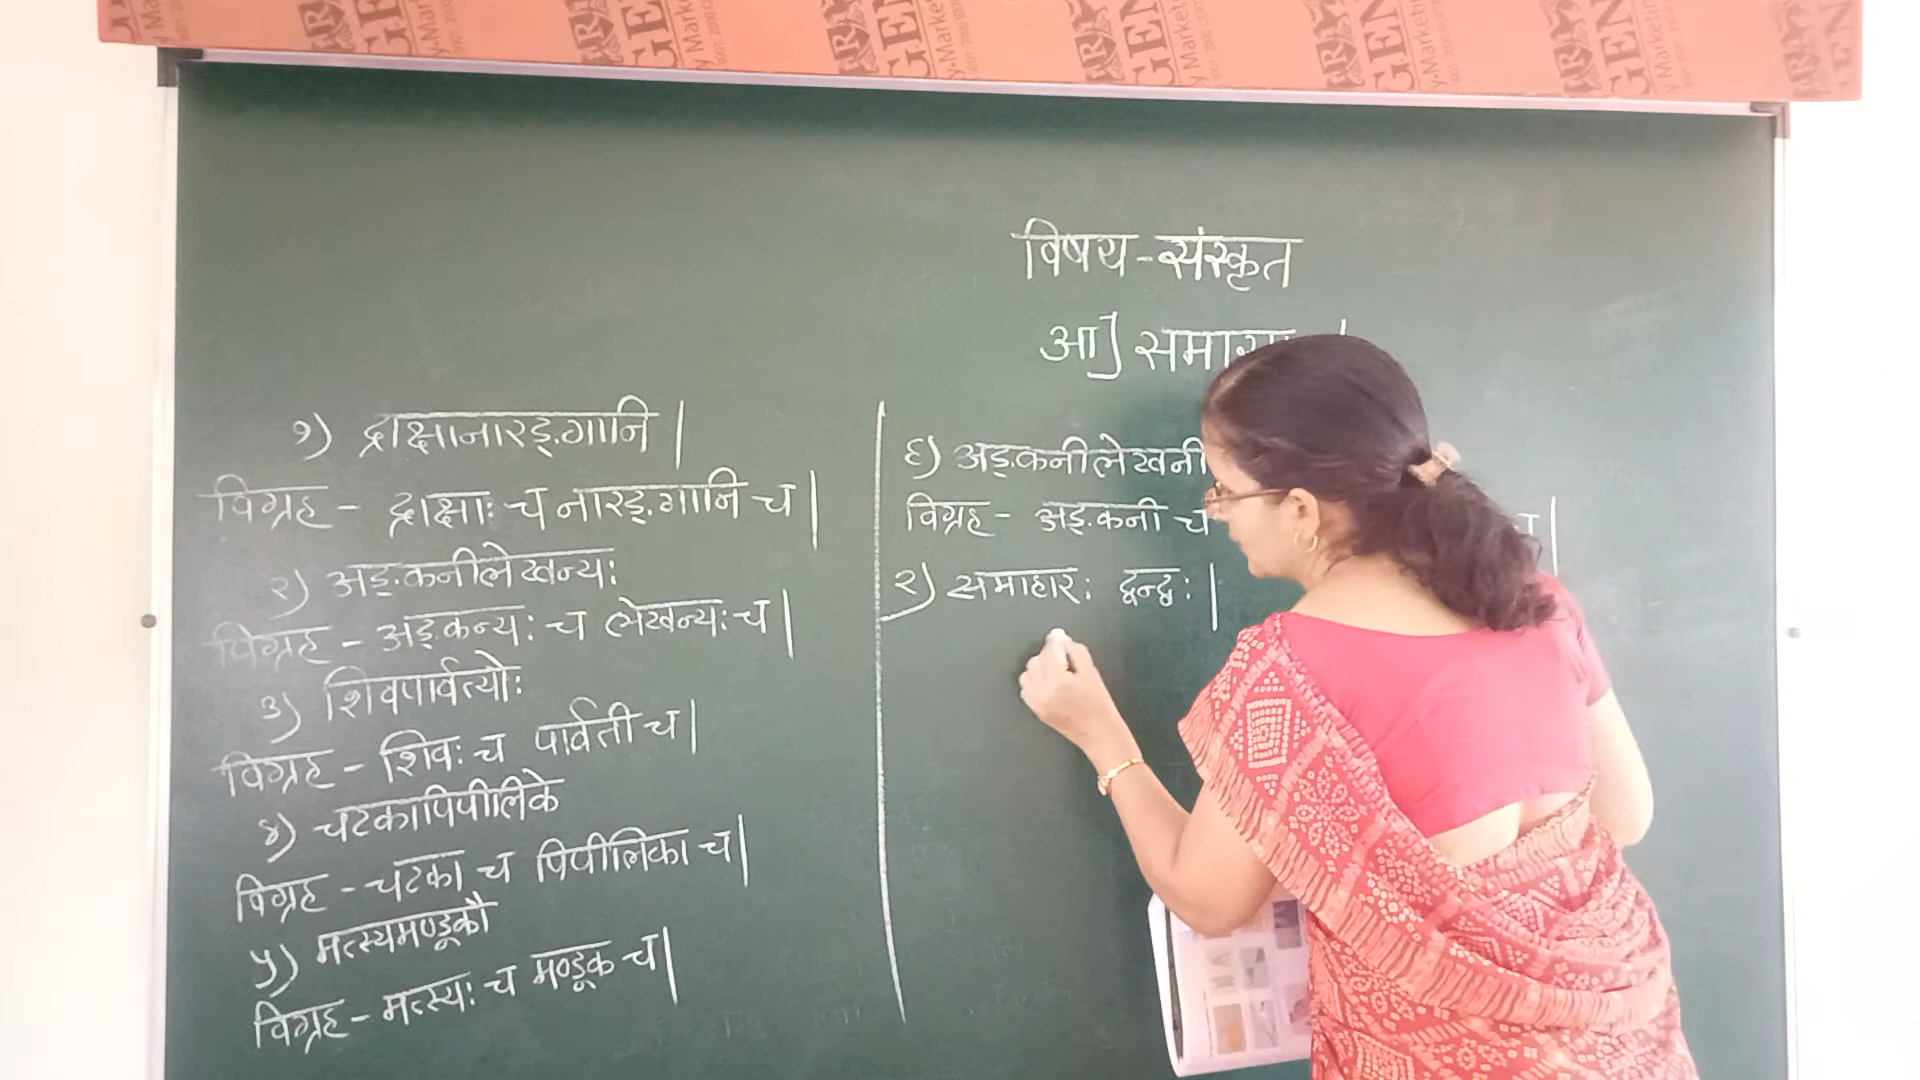 विषय-संस्कृत
आ]
१) द्राक्षानारङ्गानि|
विग्रह - द्राक्षाः च नारङ्गानि च|
२) अङ्कनीलेखन्यः
विग्रह - अङ्कन्यः च लेखन्यः च|
३) शिवपार्वत्योः
विग्रह - शिवः च पार्वती च|
४) चटकापिपीलिके
विग्रह - चटका च पिपीलिका च|
५) मत्स्यमण्डूकौ
विग्रह - मत्स्यः च मण्डूक च|
६) अङ्कनीलेखनी
विग्रह - अङ्कनी च
२) समाहारः द्वन्द्वः|